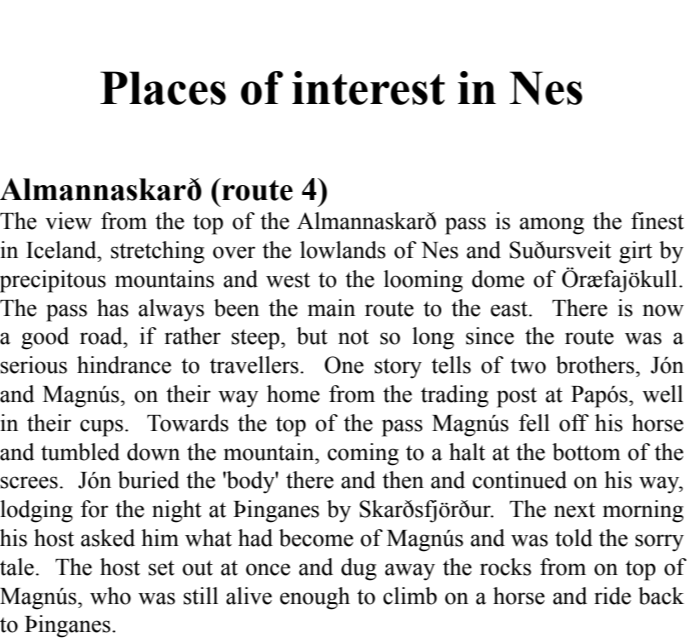 Places of interest in Nes
Almannaskarð (route 4)
The view from the top of the Almannaskarð pass is among the finest
in Iceland, stretching over the lowlands of Nes and Suðursveit girt by
precipitous mountains and west to the looming dome of Öræfajökull.
The pass has always been the main route to the east.  There is now
a good road, if rather steep, but not so long since the route was a
serious hindrance to travellers.  One story tells of two brothers, Jón
and Magnús, on their way home from the trading post at Papós, well
in their cups.  Towards the top of the pass Magnús fell off his horse
and tumbled down the mountain, coming to a halt at the bottom of the
screes.  Jón buried the 'body' there and then and continued on his way,
lodging for the night at Þinganes by Skarðsfjörður.  The next morning
his host asked him what had become of Magnús and was told the sorry
tale.  The host set out at once and dug away the rocks from on top of
Magnús, who was still alive enough to climb on a horse and ride back
to Þinganes.